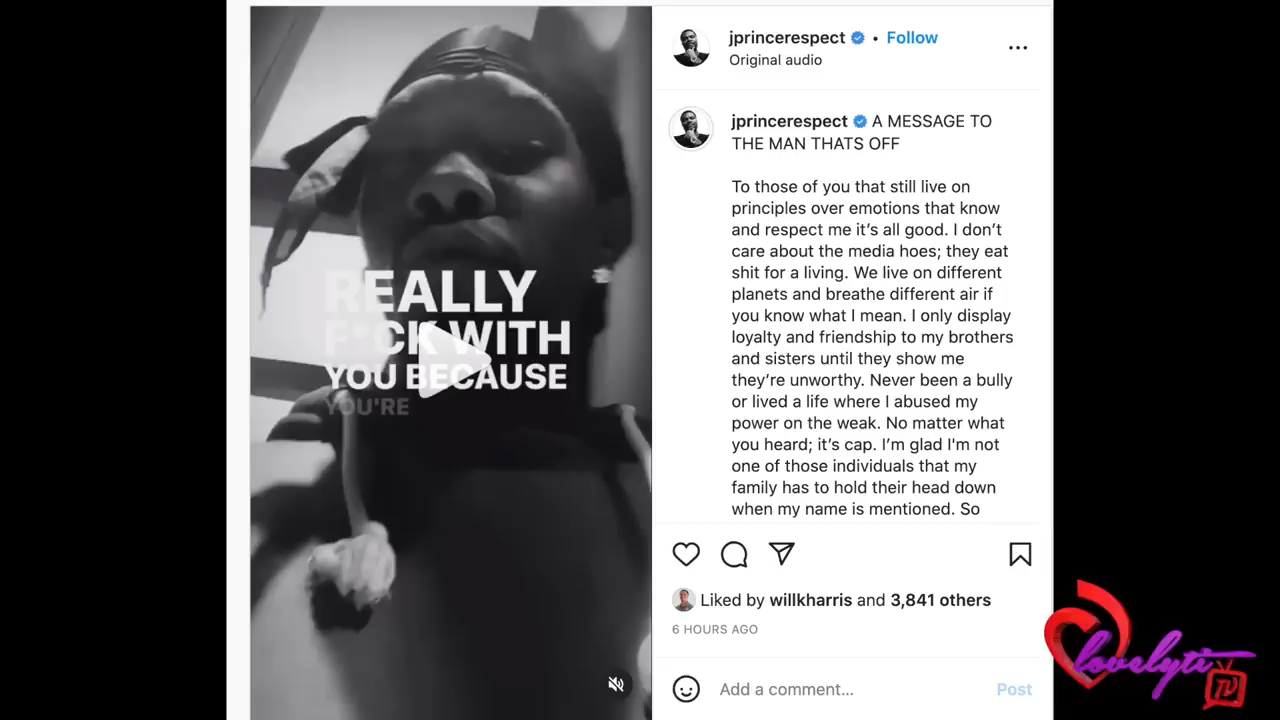 REALLY
F*CK WITH
YOU BECAUSE
YOU'RE
jprincerespect • Follow
Original audio
jprincerespect A MESSAGE TO
THE MAN THATS OFF
To those of you that still live on
principles over emotions that know
and respect me it’s all good. I don’t
care about the media hoes; they eat
shit for a living. We live on different
planets and breathe different air if
you know what I mean. I only display
loyalty and friendship to my brothers
and sisters until they show me
they’re unworthy. Never been a bully
or lived a life where I abused my
power on the weak. No matter what
you heard; it’s cap. I’m glad I'm not
one of those individuals that my
family has to hold their head down
when my name is mentioned. So
Liked by willkharris and 3,841 others
6 HOURS AGO
Add a comment...
Post
lovelyti
TV